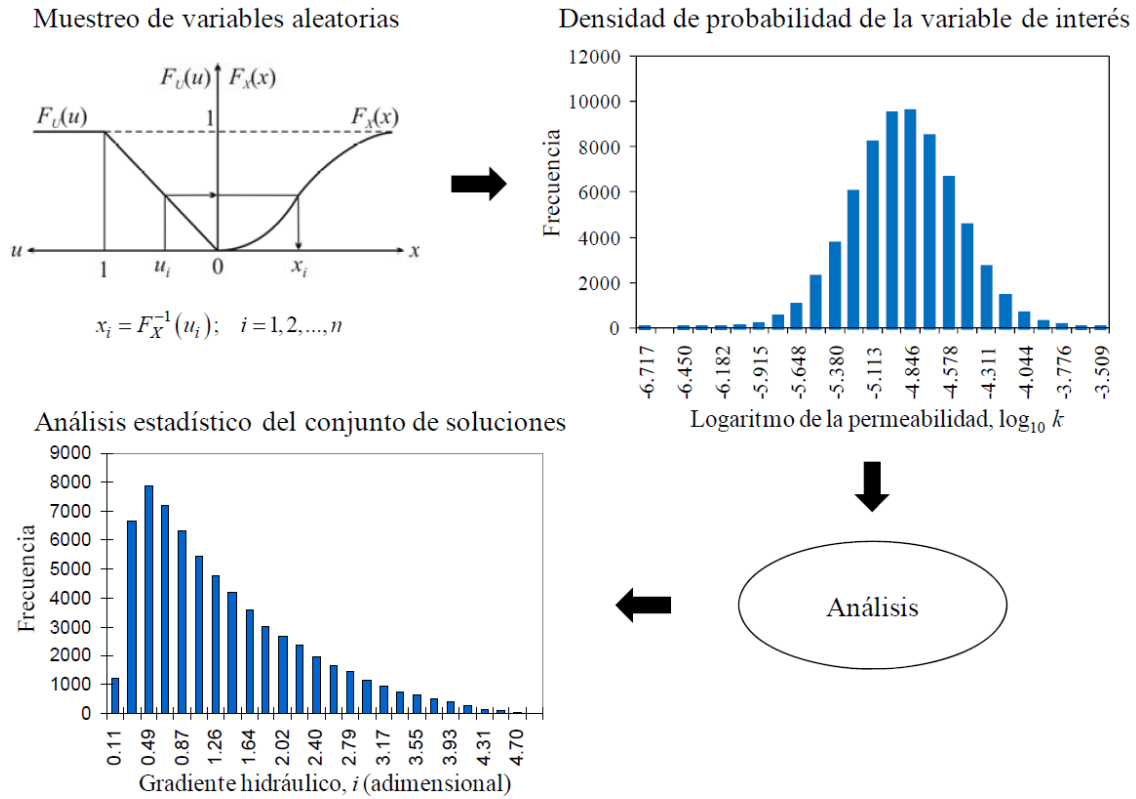 Muestreo de variables aleatorias
F_U(u) F_X(x)
F_U(u) 1 F_X(x)
u 1 u_i 0 x_i x
x_i = F_X^{-1}(u_i); i = 1, 2, ..., n
Densidad de probabilidad de la variable de interés
12000
10000
8000
6000
4000
2000
0
Frecuencia
-6.717 -6.450 -6.182 -5.915 -5.648 -5.380 -5.113 -4.846 -4.578 -4.311 -4.044 -3.776 -3.509
Logaritmo de la permeabilidad, log₁₀ k
Análisis
Análisis estadístico del conjunto de soluciones
9000
8000
7000
6000
5000
4000
3000
2000
1000
0
Frecuencia
0.11 0.49 0.87 1.26 1.64 2.02 2.40 2.79 3.17 3.55 3.93 4.31 4.70
Gradiente hidráulico, i (adimensional)